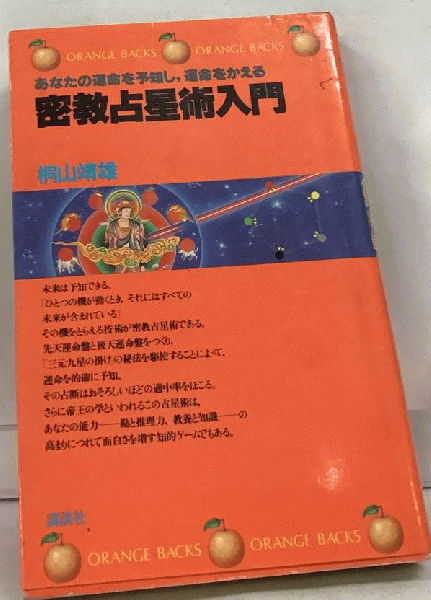 ORANGE BACKS ORANGE BACKS
あなたの運命を予知し，運命をかえる
密教占星術入門
桐山靖雄
未来は予知できる。
「ひとつの機が動くとき、それにはすべての
未来が含まれている」
その機をとらえる技術が密教占星術である。
先天運命盤と後天運命盤をつくり、
「三元九星の掛け」の秘法を駆使することによって、
運命を的確に予知。
その占断はおそろしいほどの適中率をほこる。
さらに帝王の学といわれるこの占星術は、
あなたの能力──勘と推理力、教養と知識──の
高まりにつれて面白さを増す知的ゲームでもある。
講談社
ORANGE BACKS ORANGE BACKS